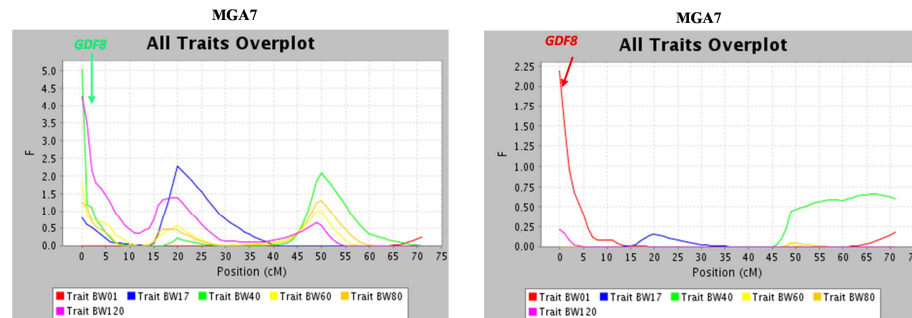 MGA7
GDF8
All Traits Overplot
5.0
4.5
4.0
3.5
3.0
2.5
2.0
1.5
1.0
0.5
0.0
F
0 5 10 15 20 25 30 35 40 45 50 55 60 65 70 75
Position (cM)
Trait BW01 Trait BW17 Trait BW40 Trait BW60 Trait BW80
Trait BW120
MGA7
GDF8
All Traits Overplot
2.25
2.00
1.75
1.50
1.25
1.00
0.75
0.50
0.25
0.00
F
0 5 10 15 20 25 30 35 40 45 50 55 60 65 70
Position (cM)
Trait BW01 Trait BW17 Trait BW40 Trait BW60 Trait BW80
Trait BW120